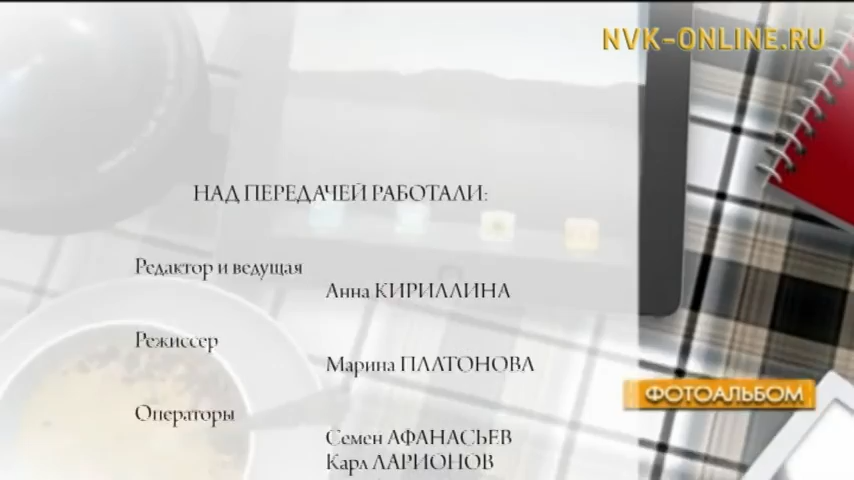 NVK-ONLINE.RU
НАД ПЕРЕДАЧЕЙ РАБОТАЛИ:
Редактор и ведущая
Анна КИРИЛЛИНА
Режиссер
Марина ПЛАТОНОВА
ФОТОАЛЬБОМ
Операторы
Семен АФАНАСЬЕВ
Карл ЛАРИОНОВ